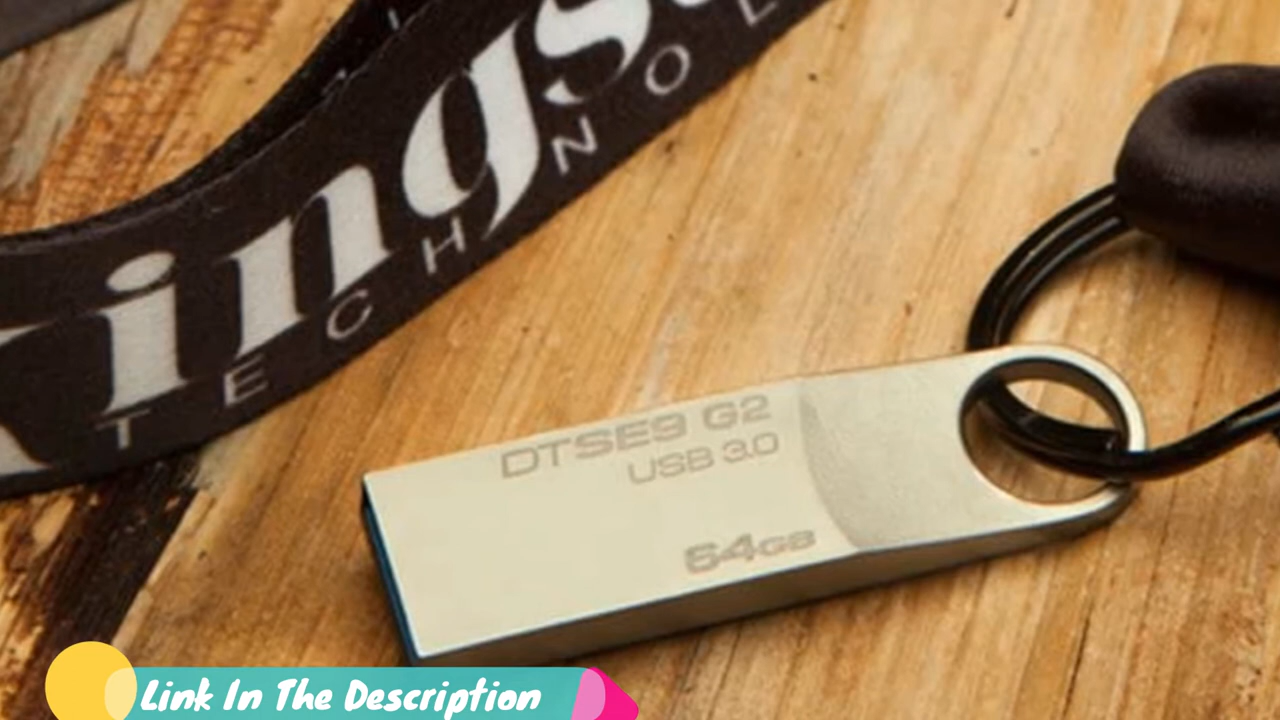 ings
TECHNOL
DTSE9 G2
USB 3.0
64GB
Link In The Description